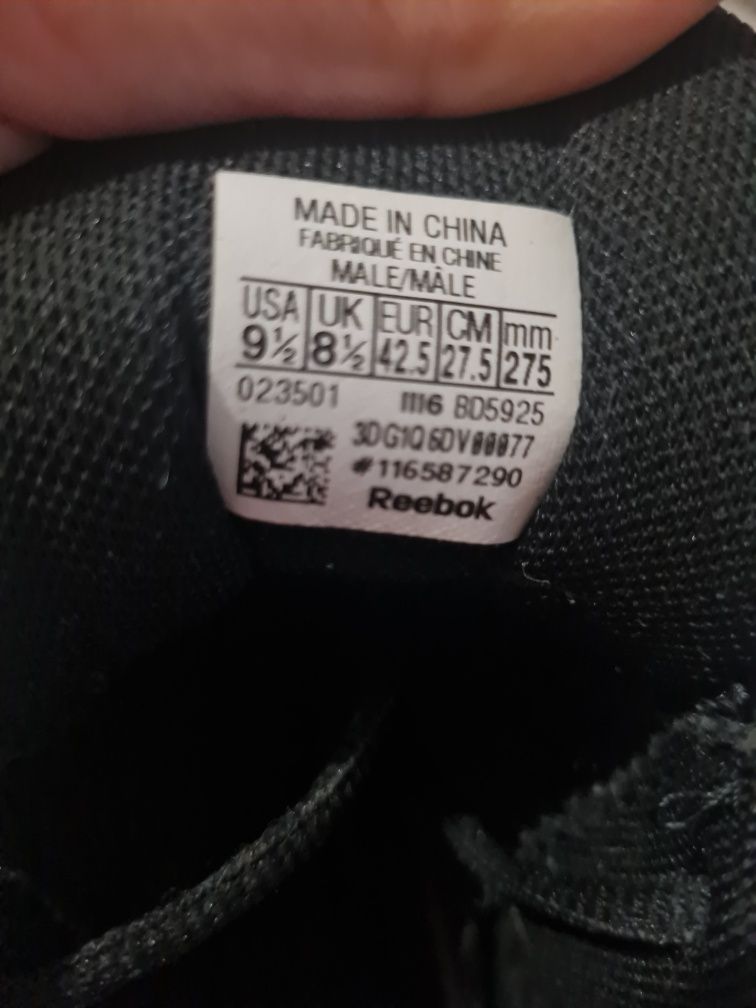 MADE IN CHINA
FABRIQUÉ EN CHINE
MALE/MÂLE
USA UK EUR CM mm
9½ 8½ 42.5 27.5 275
023501 1116 BD5925
3DG1Q6DV00077
#116587290
Reebok